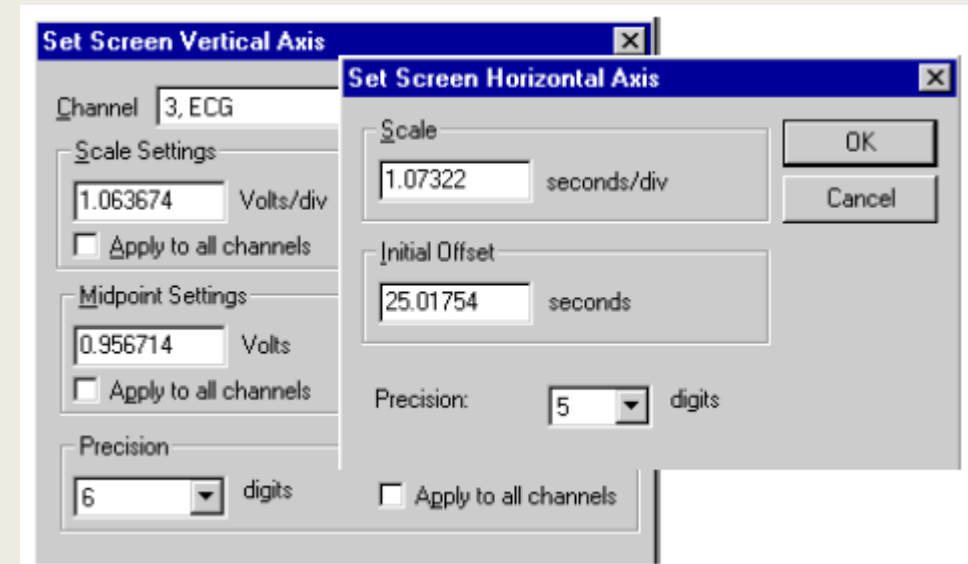 Set Screen Vertical Axis
Channel 3, ECG
Scale Settings
1.063674 Volts/div
Apply to all channels
Midpoint Settings
0.956714 Volts
Apply to all channels
Precision
6 digits
Apply to all channels
Set Screen Horizontal Axis
Scale
1.07322 seconds/div
OK
Cancel
Initial Offset
25.01754 seconds
Precision: 5 digits